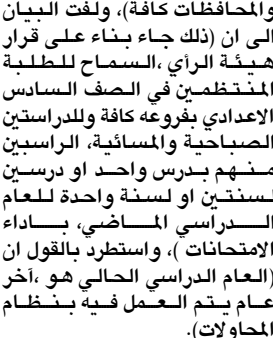 والمحافظات كافة)، ولفت البيان
الى ان (ذلك جاء بناء على قرار
هيئة الرأي ،السماح للطلبة
المنتظمين في الصف السادس
الاعدادي بفروعه كافة وللدراستين
الصباحية والمسائية، الراسبين
منهم بدرس واحد او درسين
لسنتين او لسنة واحدة للعام
الدراسي الماضي، باداء
الامتحانات )، واستطرد بالقول ان
(العام الدراسي الحالي هو ،آخر
عام يتم العمل فيه بنظام
المحاولات).